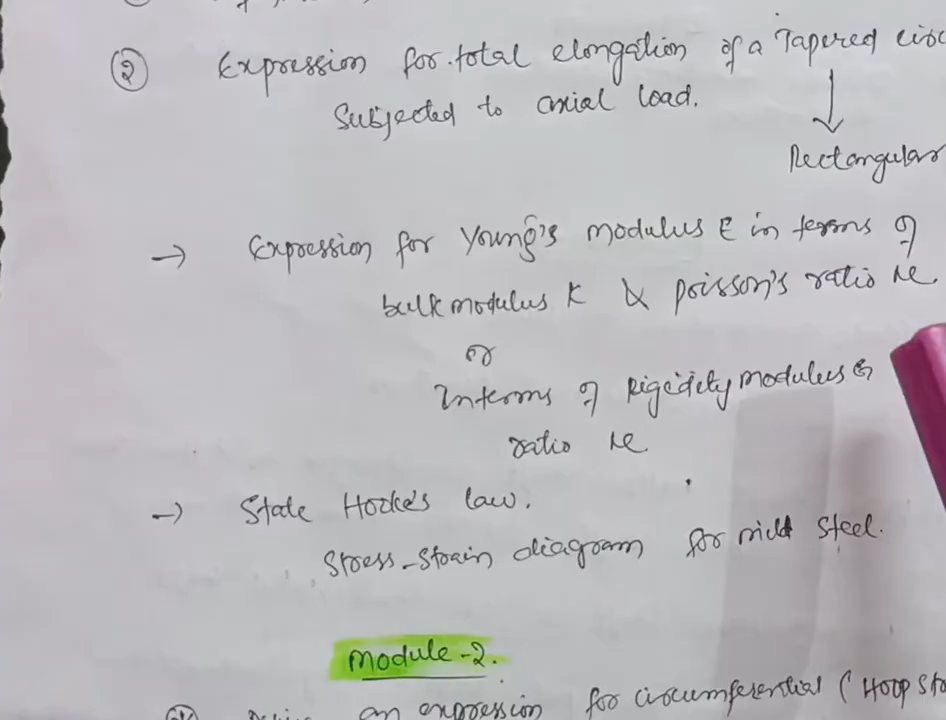 ② Expression for total elongation of a Tapered circ
Subjected to axial load.
Rectangular
→ Expression for Young's modulus E in terms of
bulk modulus K & poisson's ratio μ.
or
Interms of Rigidity modulus G
ratio μ
→ State Hooke's law.
Stress-strain diagram for mild steel.
Module-2.
an expression for circumferential (Hoop str